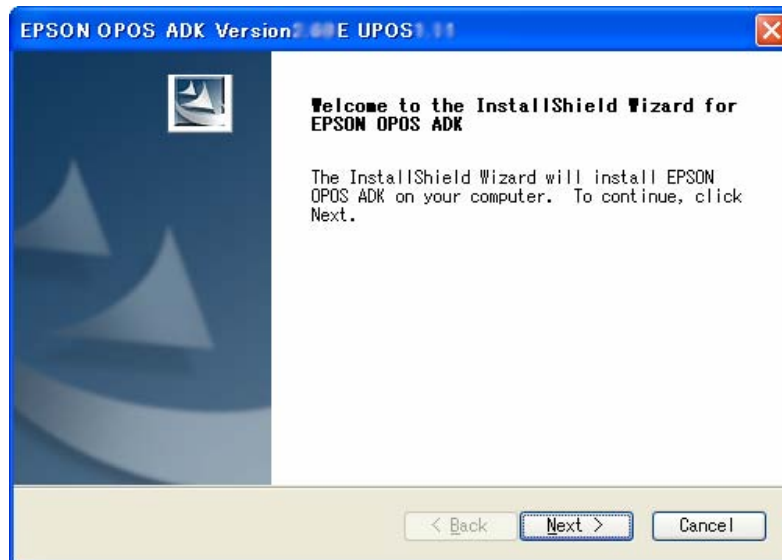 EPSON OPOS ADK Version E UPOS
Welcome to the InstallShield Wizard for
EPSON OPOS ADK
The InstallShield Wizard will install EPSON
OPOS ADK on your computer. To continue, click
Next.
< Back
Next >
Cancel